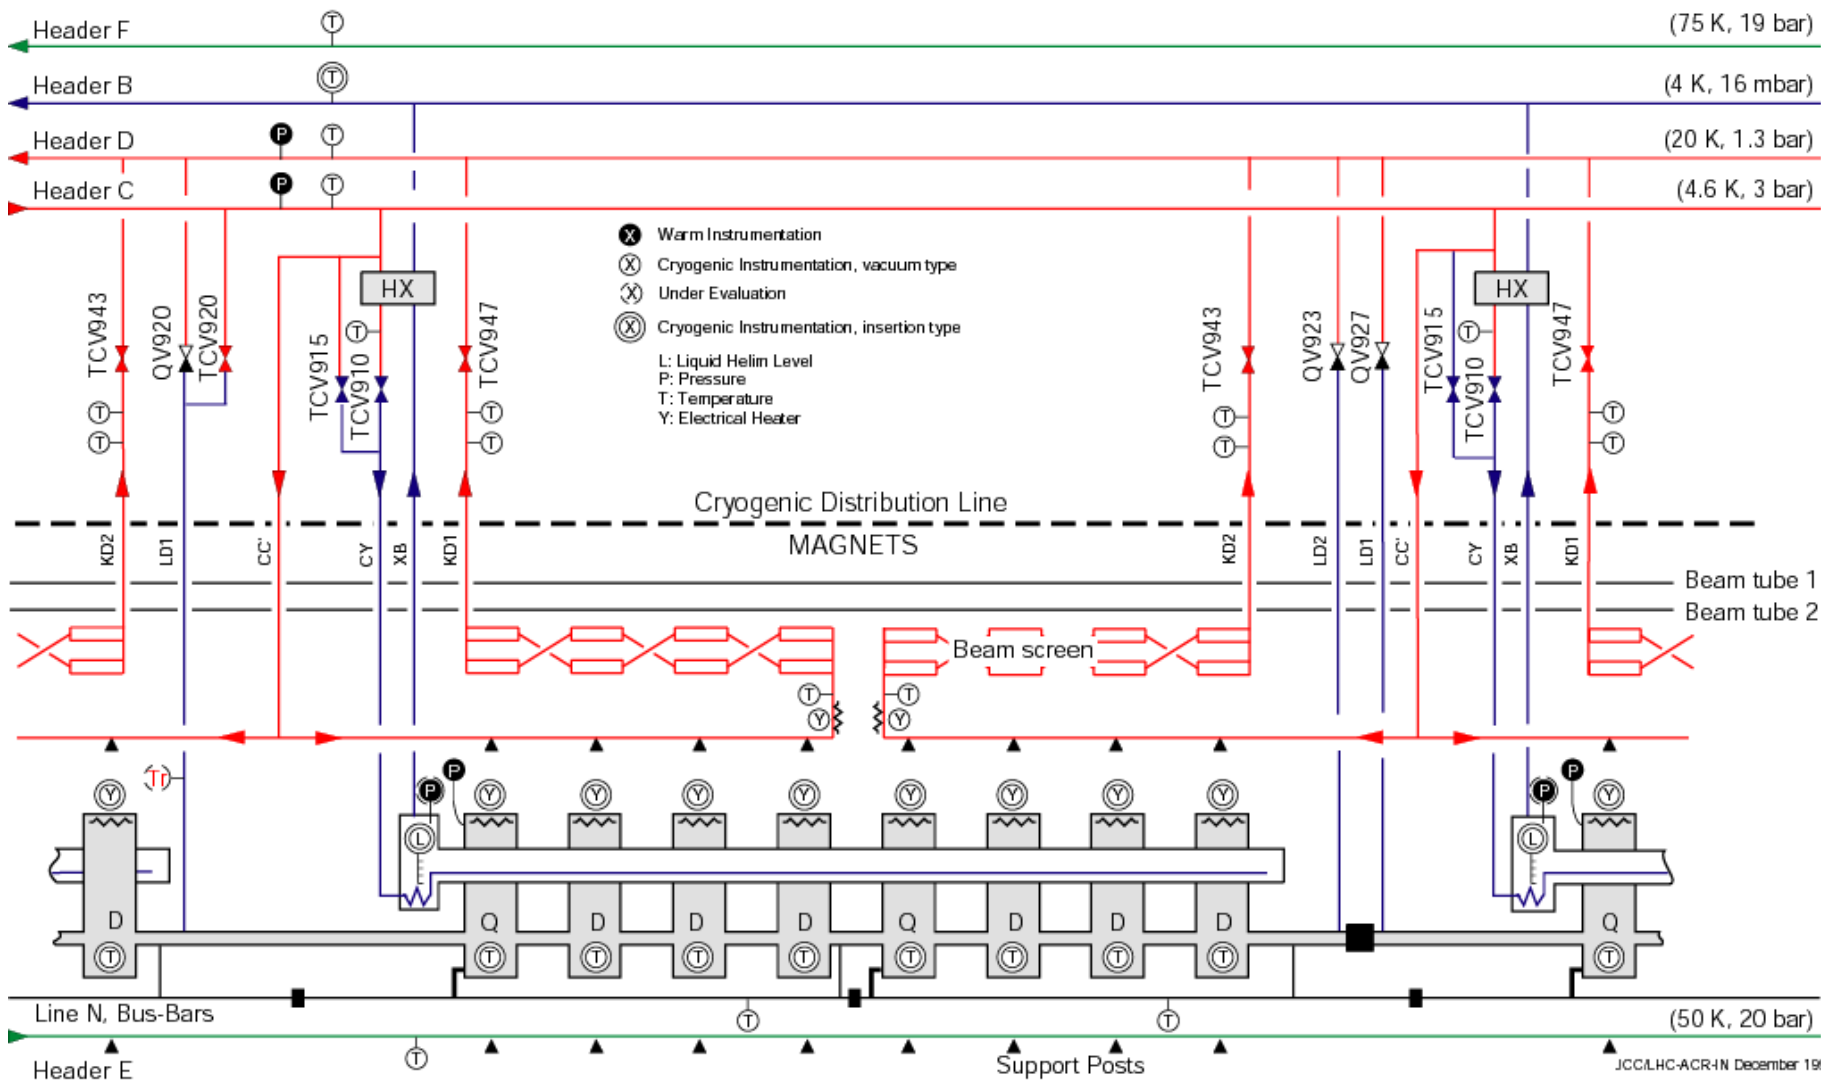 Header F
T
(75 K, 19 bar)
Header B
T
(4 K, 16 mbar)
Header D
P
T
(20 K, 1.3 bar)
Header C
P
T
(4.6 K, 3 bar)
X Warm Instrumentation
X Cryogenic Instrumentation, vacuum type
X Under Evaluation
X Cryogenic Instrumentation, insertion type
L: Liquid Helim Level
P: Pressure
T: Temperature
Y: Electrical Heater
TCV943
QV920
TCV920
TCV915
TCV910
HX
TCV947
TCV943
QV923
QV927
TCV915
TCV910
HX
TCV947
T
T
T
T
T
T
T
T
T
T
Cryogenic Distribution Line
MAGNETS
KD2
LD1
CC'
CY
XB
KD1
KD2
LD2
LD1
CC'
CY
XB
KD1
Beam tube 1
Beam tube 2
Beam screen
T
T
Y
Y
Tr
P
P
P
P
Y
Y
Y
Y
Y
Y
Y
Y
Y
Y
L
L
D
Q
D
D
D
Q
D
D
D
Q
T
T
T
T
T
T
T
T
T
T
Line N, Bus-Bars
T
T
(50 K, 20 bar)
Header E
T
Support Posts
JCC/LHC-ACR-IN December